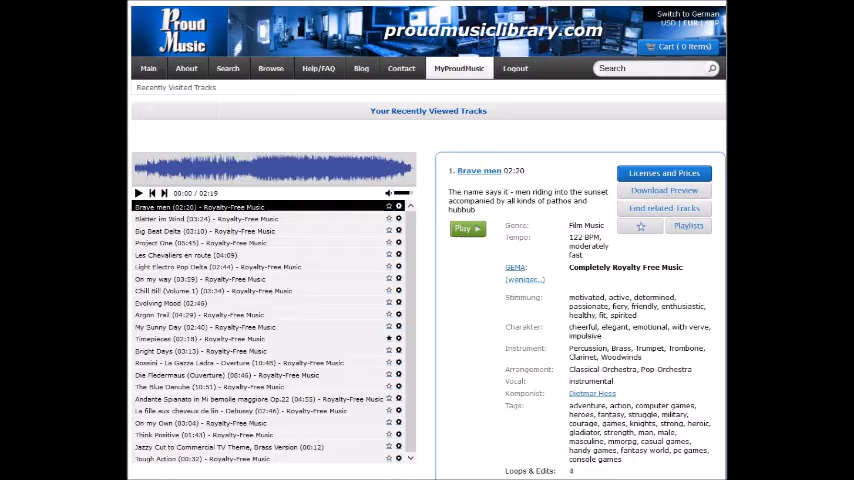 Proud
Music
proudmusiclibrary.com
Switch to German
USD | EUR | GBP
Cart ( 0 Items)
Main
About
Search
Browse
Help/FAQ
Blog
Contact
MyProudMusic
Logout
Search
Recently Visited Tracks
Your Recently Viewed Tracks
00:00 / 02:19
Brave men (02:20) - Royalty-Free Music
Blatter im Wind (03:24) - Royalty-Free Music
Big Beat Delta (03:10) - Royalty-Free Music
Project One (05:45) - Royalty-Free Music
Les Chevaliers en route (04:09)
Light Electro Pop Delta (02:44) - Royalty-Free Music
On my way (03:59) - Royalty-Free Music
Chill Bill (Volume 1) (03:34) - Royalty-Free Music
Evolving Mood (02:46)
Argon Trail (04:29) - Royalty-Free Music
My Sunny Day (02:40) - Royalty-Free Music
Timepieces (02:18) - Royalty-Free Music
Bright Days (03:13) - Royalty-Free Music
Rossini - La Gazza Ladra - Overture (10:48) - Royalty-Free Music
Die Fledermaus (Ouverture) (08:46) - Royalty-Free Music
The Blue Danube (10:51) - Royalty-Free Music
Andante Spianato in Mi bemolle maggiore Op.22 (04:55) - Royalty-Free Music
La fille aux cheveux de lin - Debussy (02:46) - Royalty-Free Music
On my Own (03:04) - Royalty-Free Music
Think Positive (01:43) - Royalty-Free Music
Jazzy Cut to Commercial TV Theme, Brass Version (00:12)
Tough Action (00:32) - Royalty-Free Music
1. Brave men 02:20
The name says it - men riding into the sunset
accompanied by all kinds of pathos and
hubbub
Play
Licenses and Prices
Download Preview
Find related Tracks
Playlists
Genre: Film Music
Tempo: 122 BPM,
moderately
fast
GEMA: Completely Royalty Free Music
(weniger...)
Stimmung: motivated, active, determined,
passionate, fiery, friendly, enthusiastic,
healthy, fit, spirited
Charakter: cheerful, elegant, emotional, with verve,
impulsive
Instrument: Percussion, Brass, Trumpet, Trombone,
Clarinet, Woodwinds
Arrangement: Classical Orchestra, Pop-Orchestra
Vocal: instrumental
Komponist: Dietmar Hess
Tags: adventure, action, computer games,
heroes, fantasy, struggle, military,
courage, games, knights, strong, heroic,
gladiator, strength, man, male,
masculine, mmorpg, casual games,
handy games, fantasy world, pc games,
console games
Loops & Edits: 4